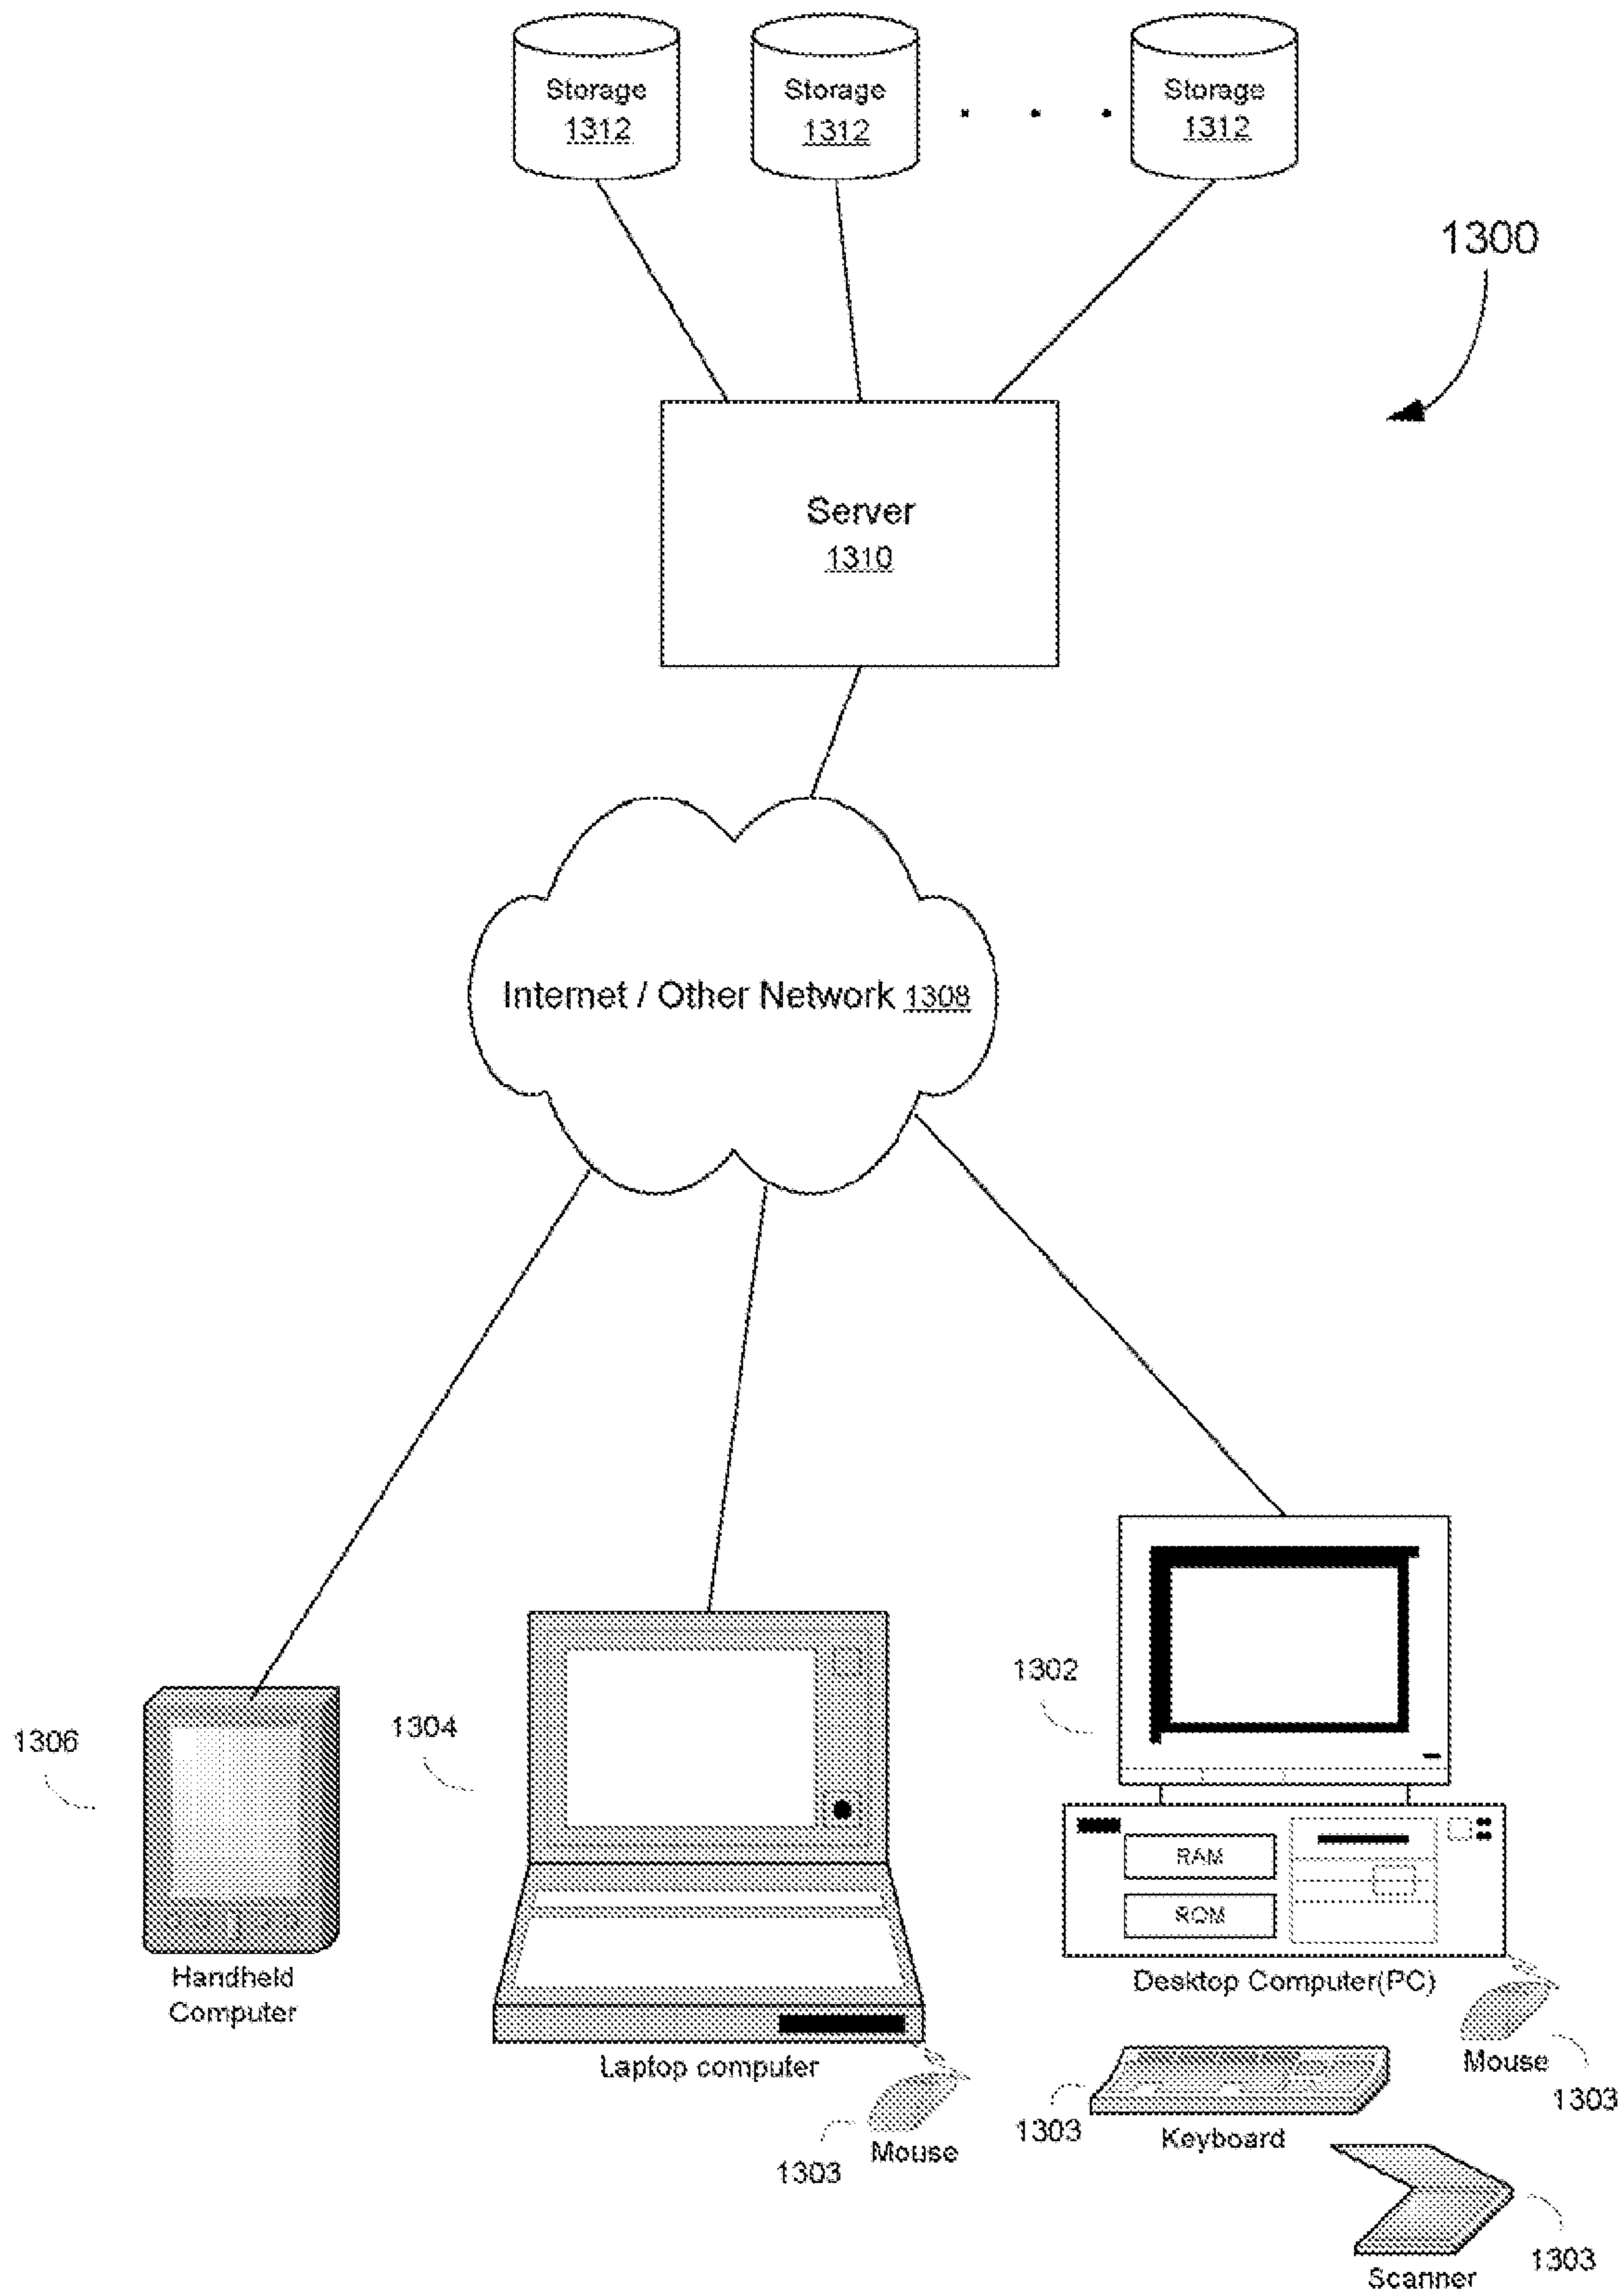 Storage
1312
Storage
1312
Storage
1312
1300
Server
1310
Internet / Other Network 1308
1302
1304
1306
RAM
ROM
Handheld
Computer
Desktop Computer(PC)
Laptop computer
Mouse
1303
1303
Keyboard
Mouse
1303
1303
Scanner